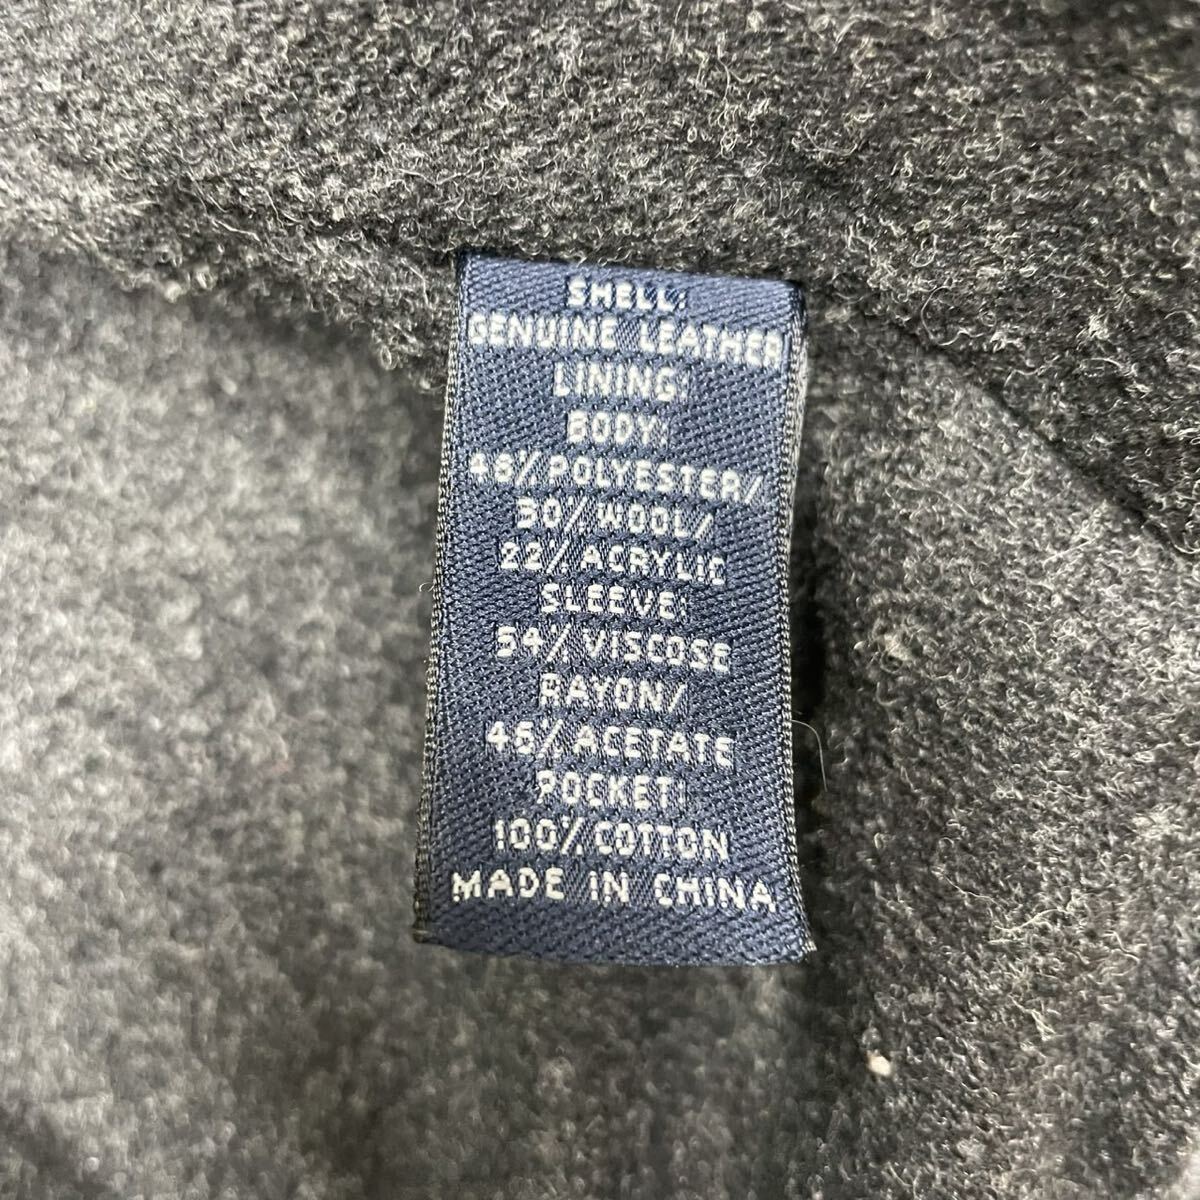 SHELL:
GENUINE LEATHER
LINING:
BODY:
48%POLYESTER/
30%WOOL/
22%ACRYLIC
SLEEVE:
54%VISCOSE
RAYON/
46%ACETATE
POCKET:
100%COTTON
MADE IN CHINA